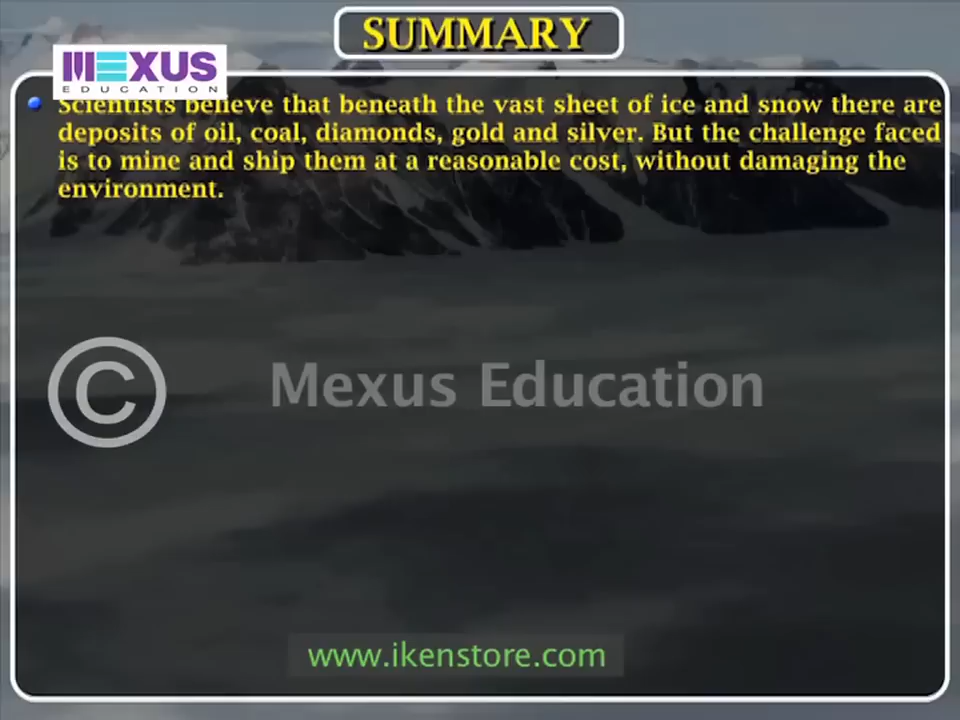 SUMMARY
MEXUS
EDUCATION
Scientists believe that beneath the vast sheet of ice and snow there are
deposits of oil, coal, diamonds, gold and silver. But the challenge faced
is to mine and ship them at a reasonable cost, without damaging the
environment.
© Mexus Education
www.ikenstore.com